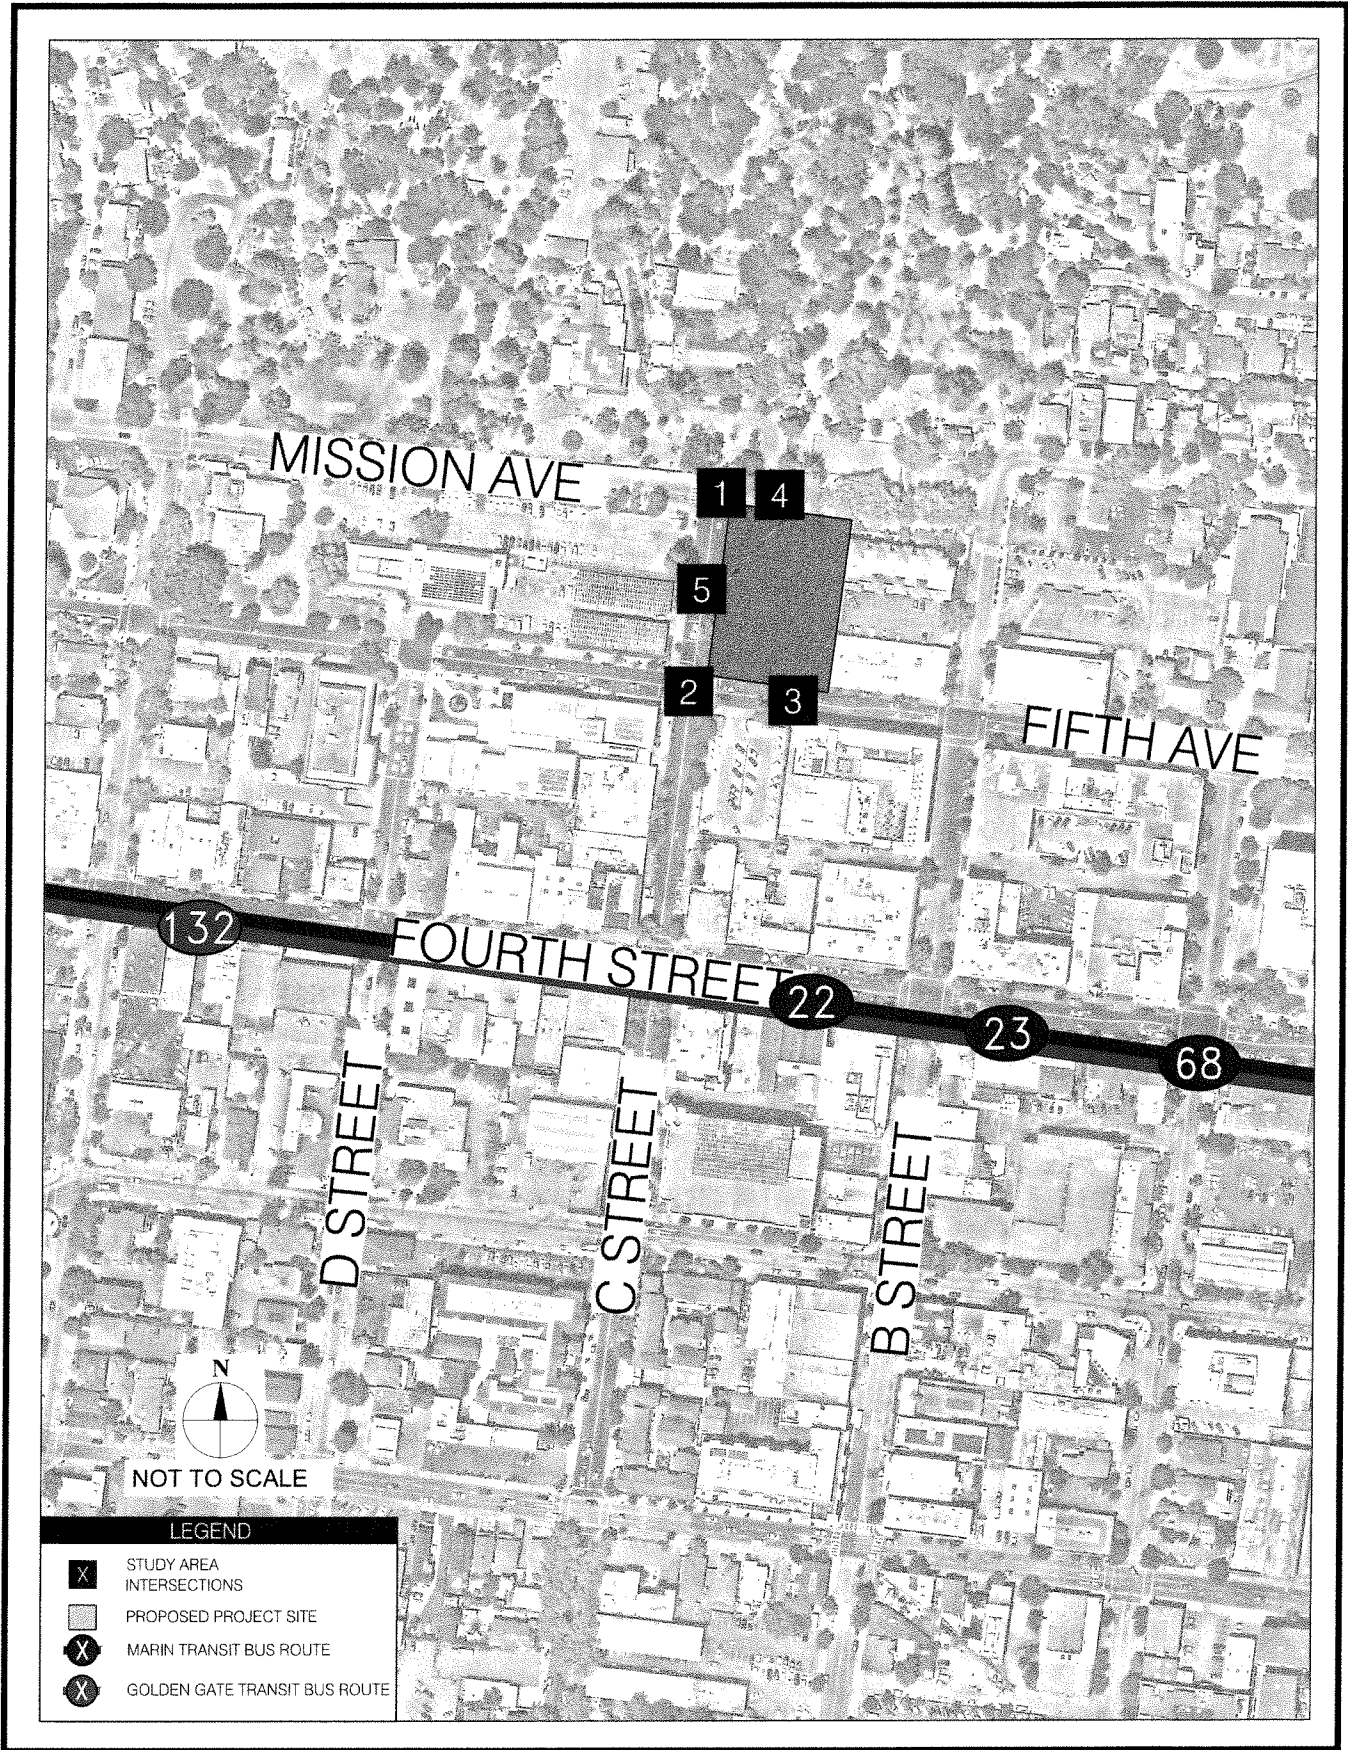 MISSION AVE
1
4
5
2
3
FIFTH AVE
132
FOURTH STREET
22
23
68
D STREET
C STREET
B STREET
N
NOT TO SCALE
LEGEND
X
STUDY AREA
INTERSECTIONS
PROPOSED PROJECT SITE
X
MARIN TRANSIT BUS ROUTE
X
GOLDEN GATE TRANSIT BUS ROUTE